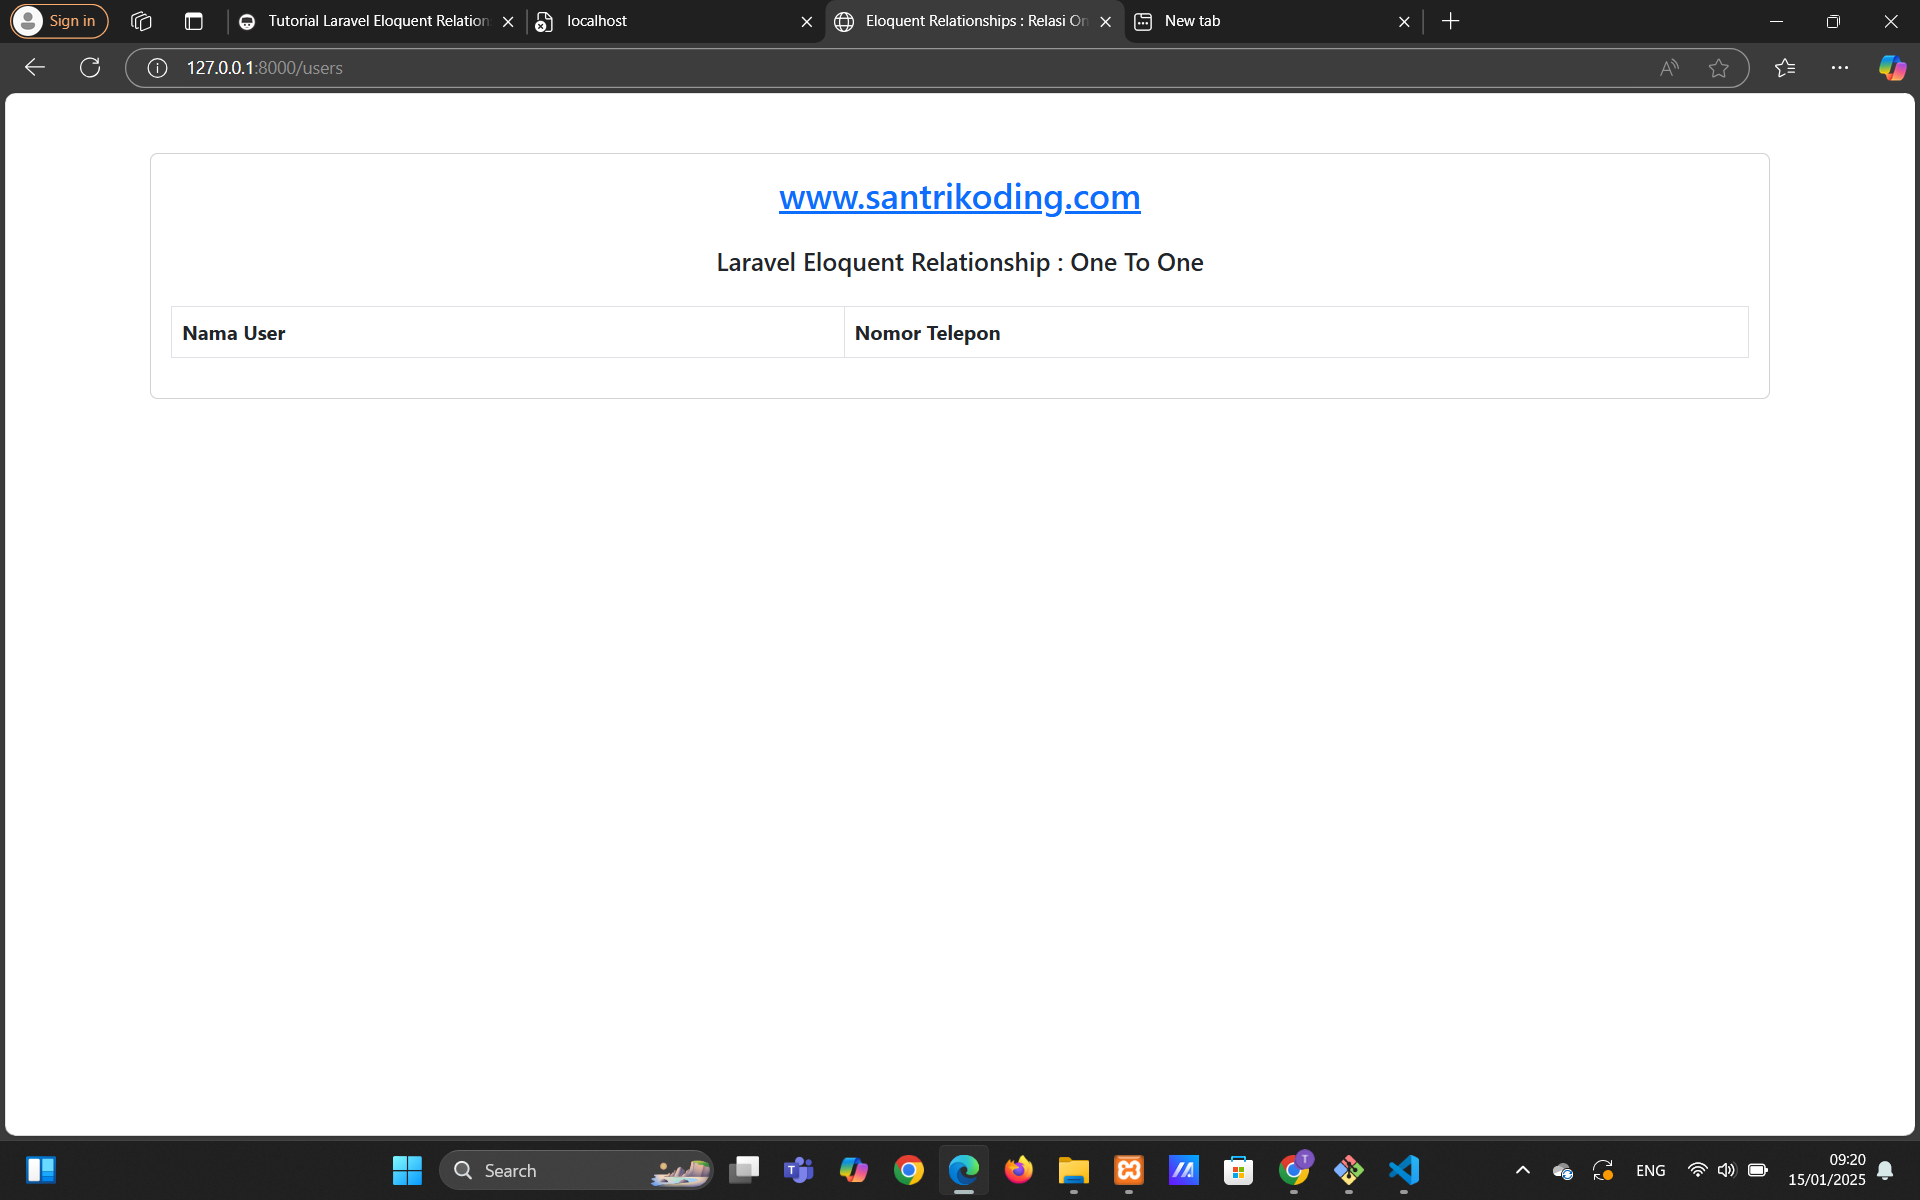 Sign in
Tutorial Laravel Eloquent Relation
localhost
Eloquent Relationships : Relasi On
New tab
127.0.0.1:8000/users
www.santrikoding.com
Laravel Eloquent Relationship : One To One
Nama User
Nomor Telepon
Search
ENG
09:20
15/01/2025